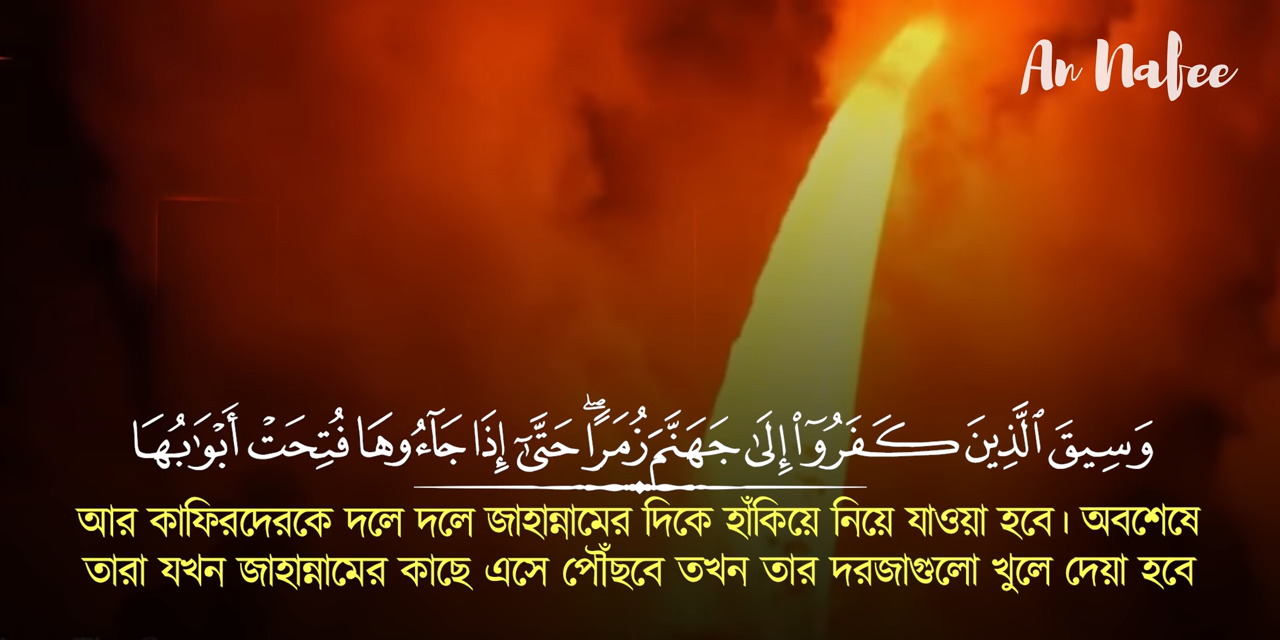 An Nafee
وَسِيقَ ٱلَّذِينَ كَفَرُوٓا۟ إِلَىٰ جَهَنَّمَ زُمَرًا ۖ حَتَّىٰٓ إِذَا جَآءُوهَا فُتِحَتْ أَبْوَٰبُهَا
আর কাফিরদেরকে দলে দলে জাহান্নামের দিকে হাঁকিয়ে নিয়ে যাওয়া হবে। অবশেষে
তারা যখন জাহান্নামের কাছে এসে পৌঁছবে তখন তার দরজাগুলো খুলে দেয়া হবে